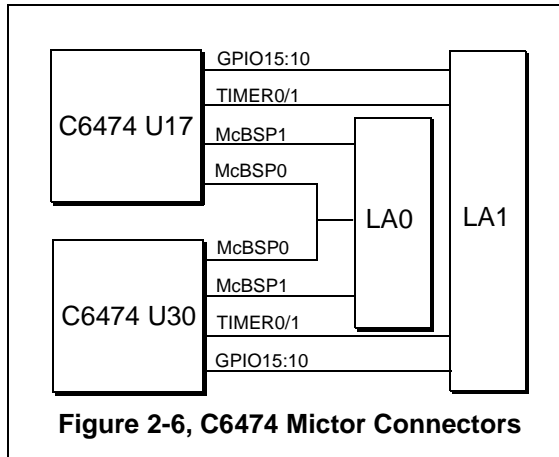 GPIO15:10
TIMER0/1
C6474 U17
McBSP1
McBSP0
LA0
LA1
McBSP0
McBSP1
C6474 U30
TIMER0/1
GPIO15:10
Figure 2-6, C6474 Mictor Connectors